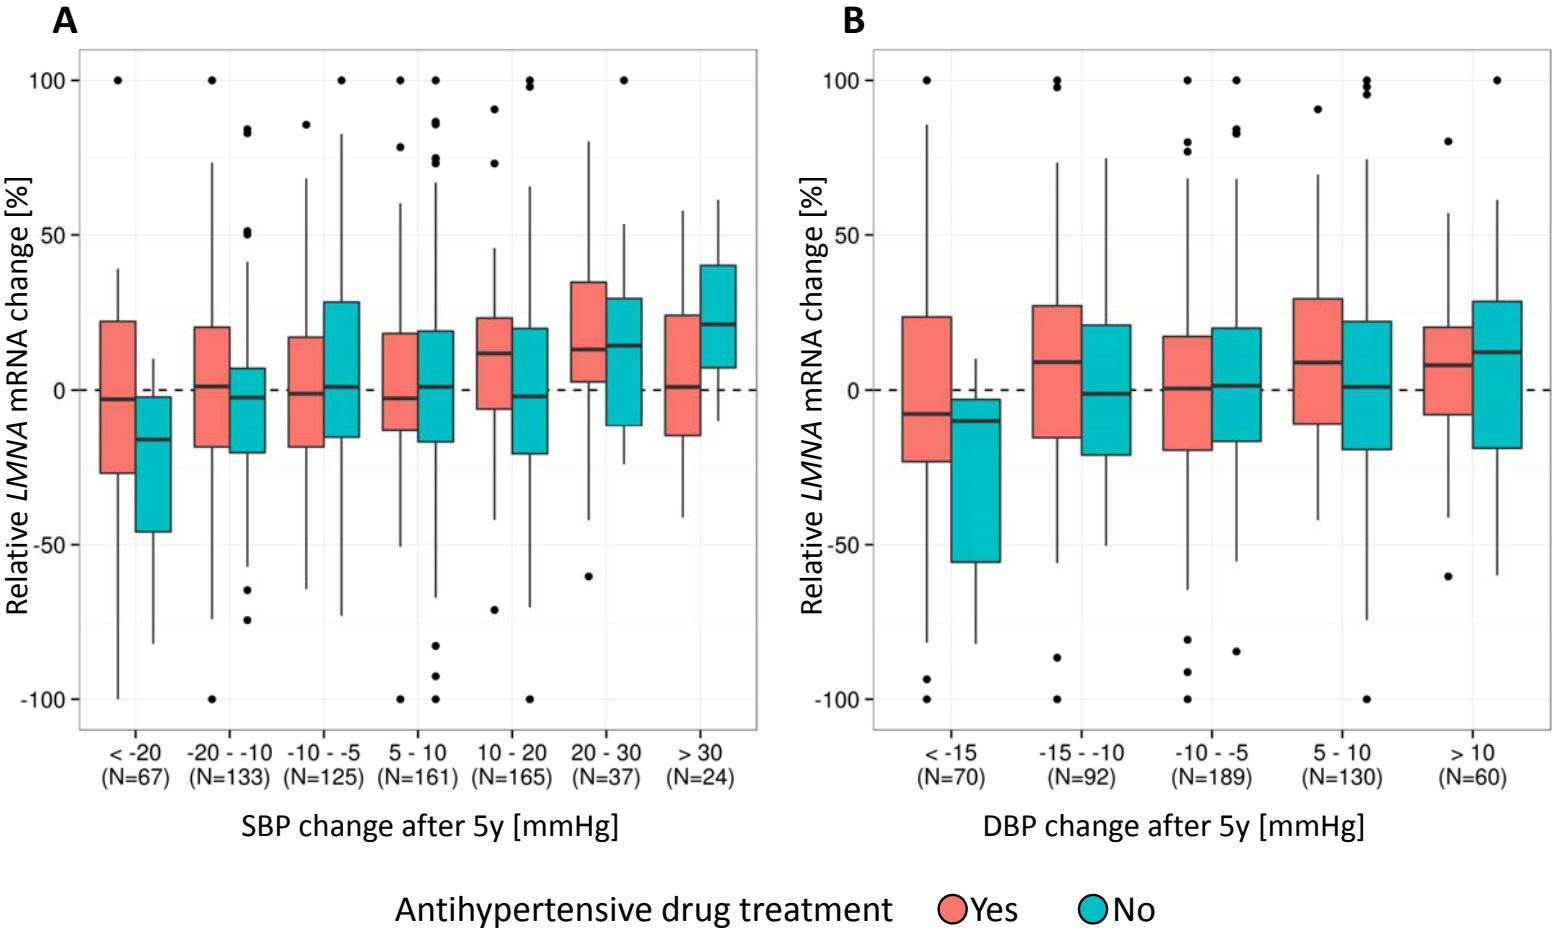 A
B
Relative LMNA mRNA change [%]
100
50
0
-50
-100
< -20 -20 - -10 -10 - -5 5 - 10 10 - 20 20 - 30 > 30
(N=67) (N=133) (N=125) (N=161) (N=165) (N=37) (N=24)
SBP change after 5y [mmHg]
Relative LMNA mRNA change [%]
100
50
0
-50
-100
< -15 -15 - -10 -10 - -5 5 - 10 > 10
(N=70) (N=92) (N=189) (N=130) (N=60)
DBP change after 5y [mmHg]
Antihypertensive drug treatment Yes No